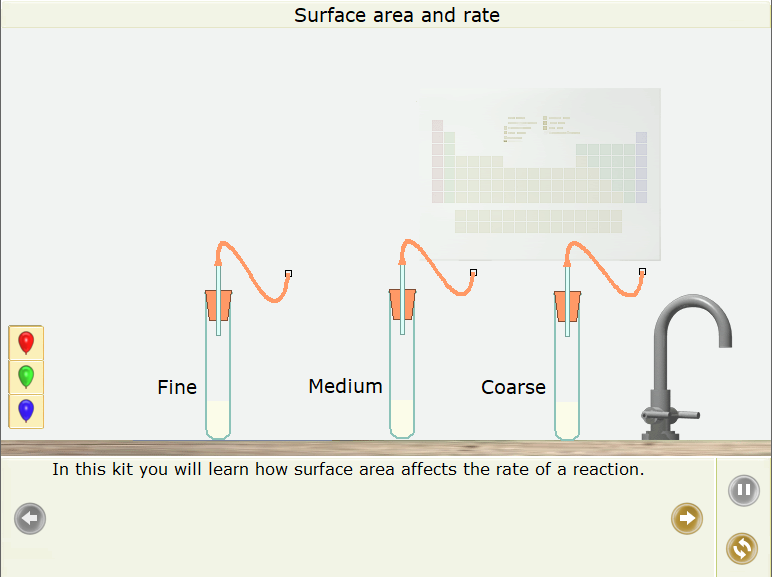 Surface area and rate
Fine
Medium
Coarse
In this kit you will learn how surface area affects the rate of a reaction.